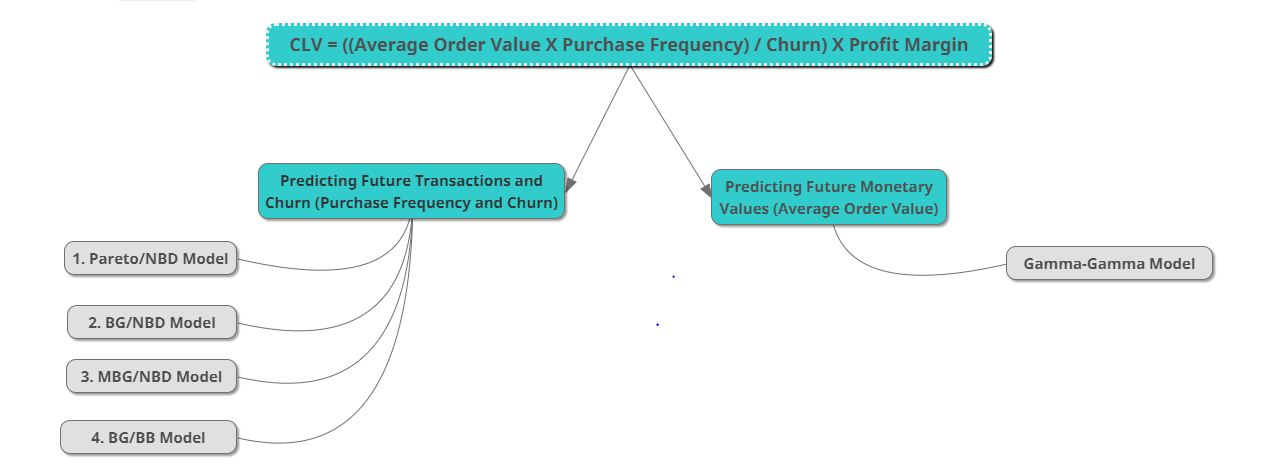 CLV = ((Average Order Value X Purchase Frequency) / Churn) X Profit Margin
Predicting Future Transactions and
Churn (Purchase Frequency and Churn)
Predicting Future Monetary
Values (Average Order Value)
1. Pareto/NBD Model
2. BG/NBD Model
3. MBG/NBD Model
4. BG/BB Model
Gamma-Gamma Model